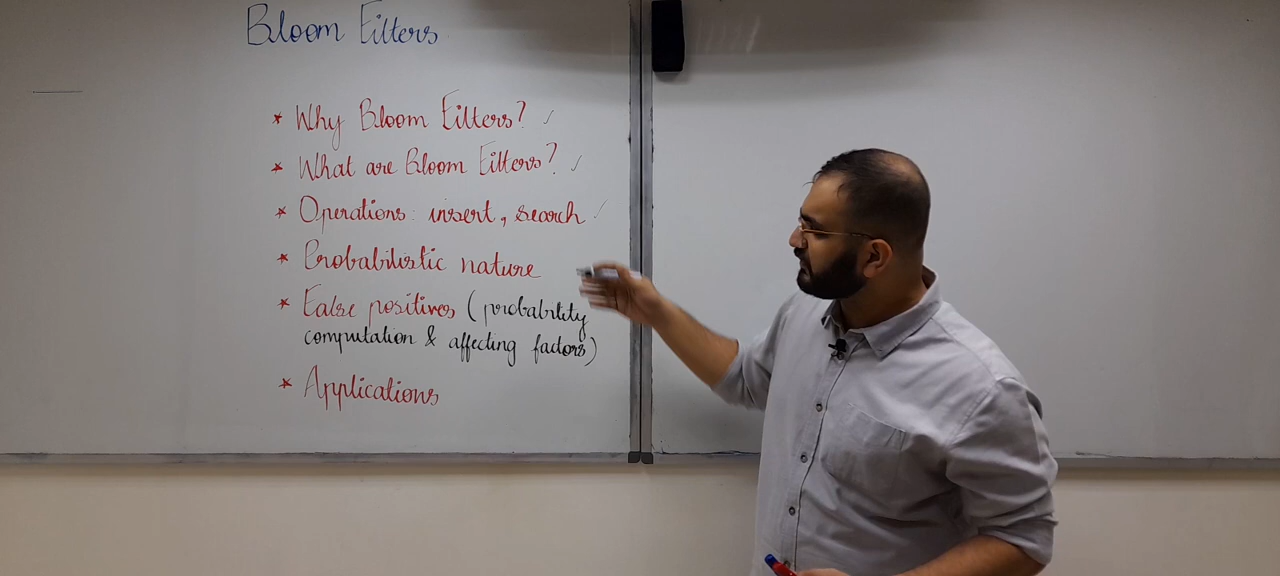 Bloom Filters
* Why Bloom Filters? ✓
* What are Bloom Filters? ✓
* Operations: insert, search ✓
* Probabilistic nature
* False positives (probability
computation & affecting factors)
* Applications